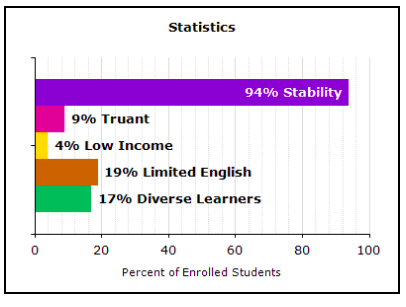 Statistics
94% Stability
9% Truant
4% Low Income
19% Limited English
17% Diverse Learners
0 20 40 60 80 100
Percent of Enrolled Students